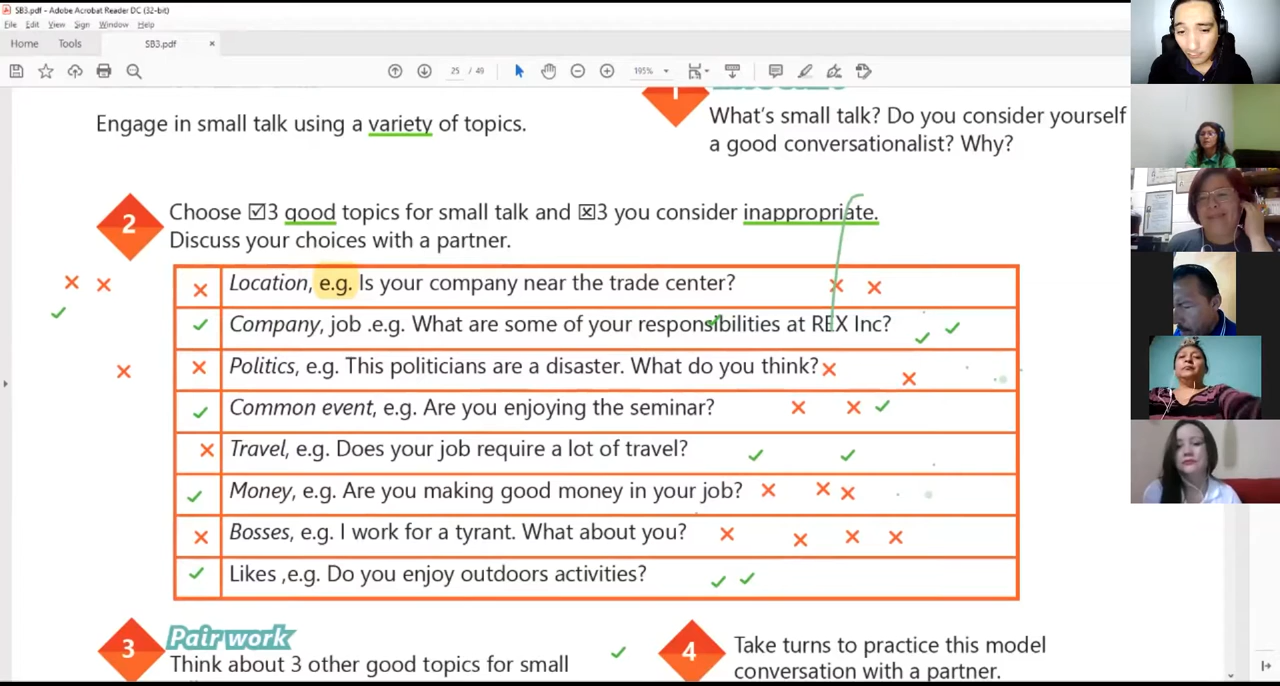 SB3.pdf - Adobe Acrobat Reader DC (32-bit)
File Edit View Sign Window Help
Home Tools SB3.pdf ×
25 / 49 195%
Engage in small talk using a variety of topics.
1
What's small talk? Do you consider yourself
a good conversationalist? Why?
2
Choose ☑3 good topics for small talk and ☒3 you consider inappropriate.
Discuss your choices with a partner.
Location, e.g. Is your company near the trade center?
Company, job .e.g. What are some of your responsibilities at REX Inc?
Politics, e.g. This politicians are a disaster. What do you think?
Common event, e.g. Are you enjoying the seminar?
Travel, e.g. Does your job require a lot of travel?
Money, e.g. Are you making good money in your job?
Bosses, e.g. I work for a tyrant. What about you?
Likes ,e.g. Do you enjoy outdoors activities?
3
Pair work
Think about 3 other good topics for small
4
Take turns to practice this model
conversation with a partner.